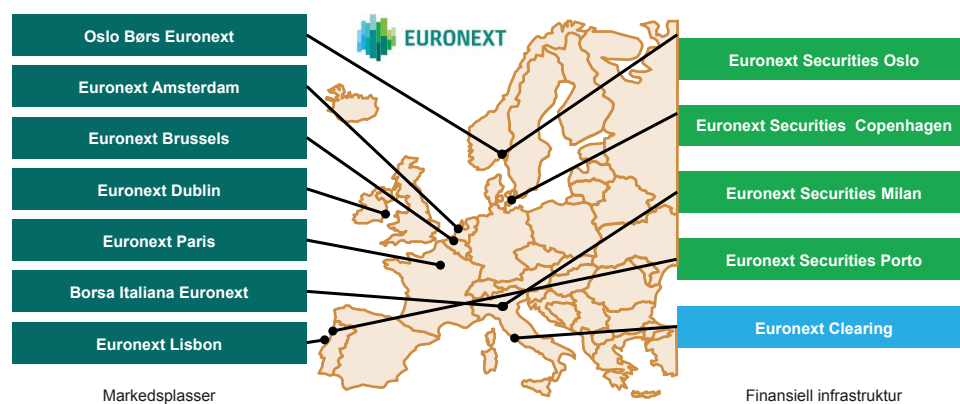 EURONEXT
Oslo Børs Euronext
Euronext Amsterdam
Euronext Brussels
Euronext Dublin
Euronext Paris
Borsa Italiana Euronext
Euronext Lisbon
Markedsplasser
Euronext Securities Oslo
Euronext Securities Copenhagen
Euronext Securities Milan
Euronext Securities Porto
Euronext Clearing
Finansiell infrastruktur